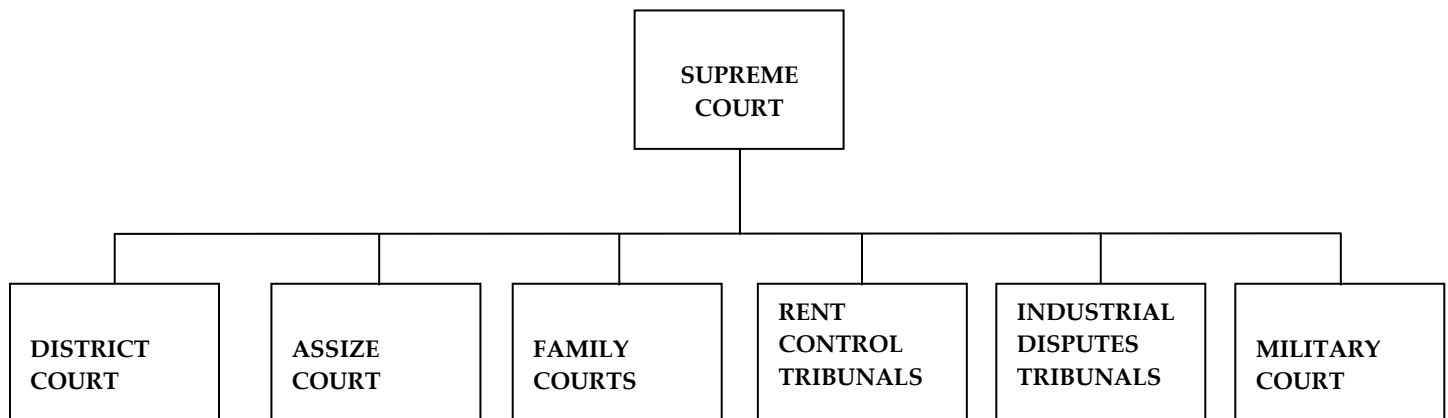 SUPREME
COURT
DISTRICT
COURT
ASSIZE
COURT
FAMILY
COURTS
RENT
CONTROL
TRIBUNALS
INDUSTRIAL
DISPUTES
TRIBUNALS
MILITARY
COURT